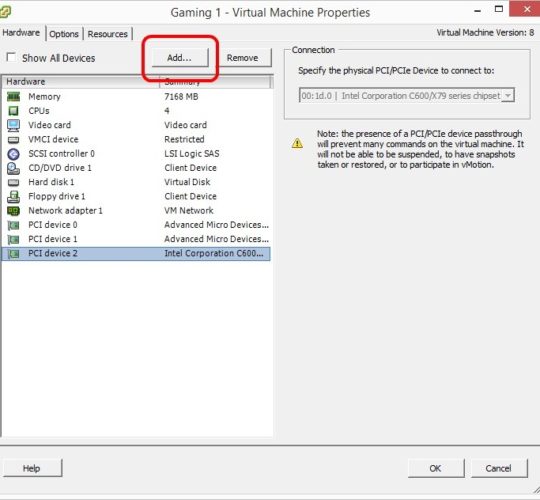 Gaming 1 - Virtual Machine Properties
Hardware Options Resources
Virtual Machine Version: 8
Show All Devices
Add...
Remove
Hardware Summary
Memory 7168 MB
CPUs 4
Video card Video card
VMCI device Restricted
SCSI controller 0 LSI Logic SAS
CD/DVD drive 1 Client Device
Hard disk 1 Virtual Disk
Floppy drive 1 Client Device
Network adapter 1 VM Network
PCI device 0 Advanced Micro Devices...
PCI device 1 Advanced Micro Devices...
PCI device 2 Intel Corporation C600...
Connection
Specify the physical PCI/PCIe Device to connect to:
00:1d.0 | Intel Corporation C600/X79 series chipset
Note: the presence of a PCI/PCIe device passthrough
will prevent many commands on the virtual machine. It
will not be able to be suspended, to have snapshots
taken or restored, or to participate in vMotion.
Help
OK
Cancel